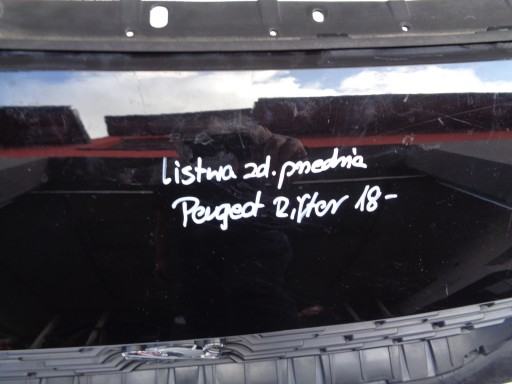 Listwa zd. przednia
Peugeot Rifter 18-